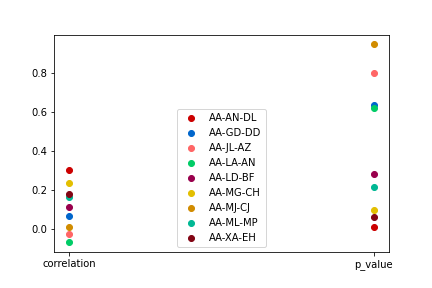 0.8
0.6
0.4
0.2
0.0
AA-AN-DL
AA-GD-DD
AA-JL-AZ
AA-LA-AN
AA-LD-BF
AA-MG-CH
AA-MJ-CJ
AA-ML-MP
AA-XA-EH
correlation p_value